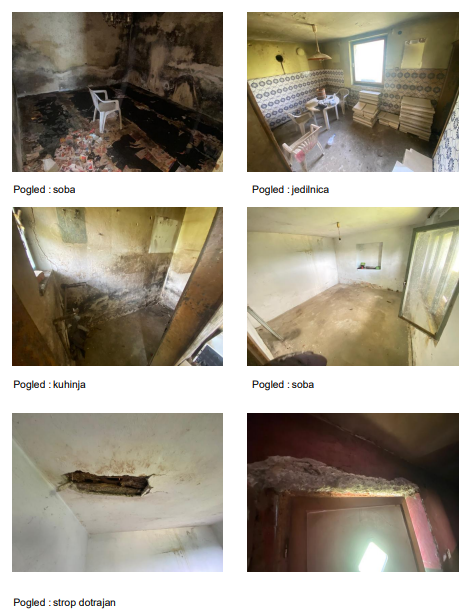 Pogled : soba
Pogled : jedilnica
Pogled : kuhinja
Pogled : soba
Pogled : strop dotrajan